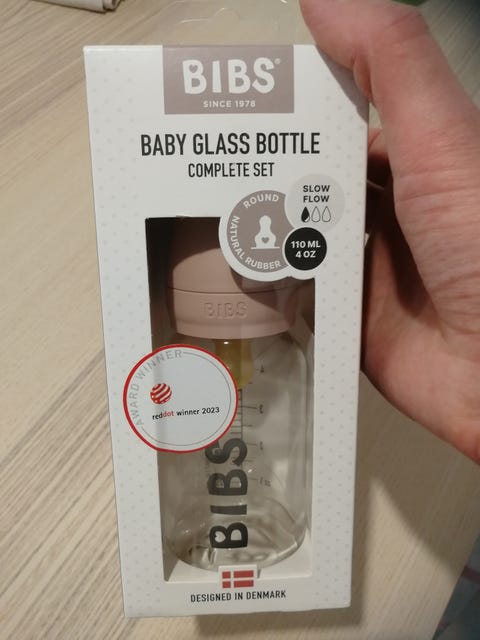 BIBS®
SINCE 1978
BABY GLASS BOTTLE
COMPLETE SET
SLOW
FLOW
ROUND
NATURAL RUBBER
110 ML
4 OZ
BIBS
AWARD WINNER
reddot winner 2023
BIBS
DESIGNED IN DENMARK